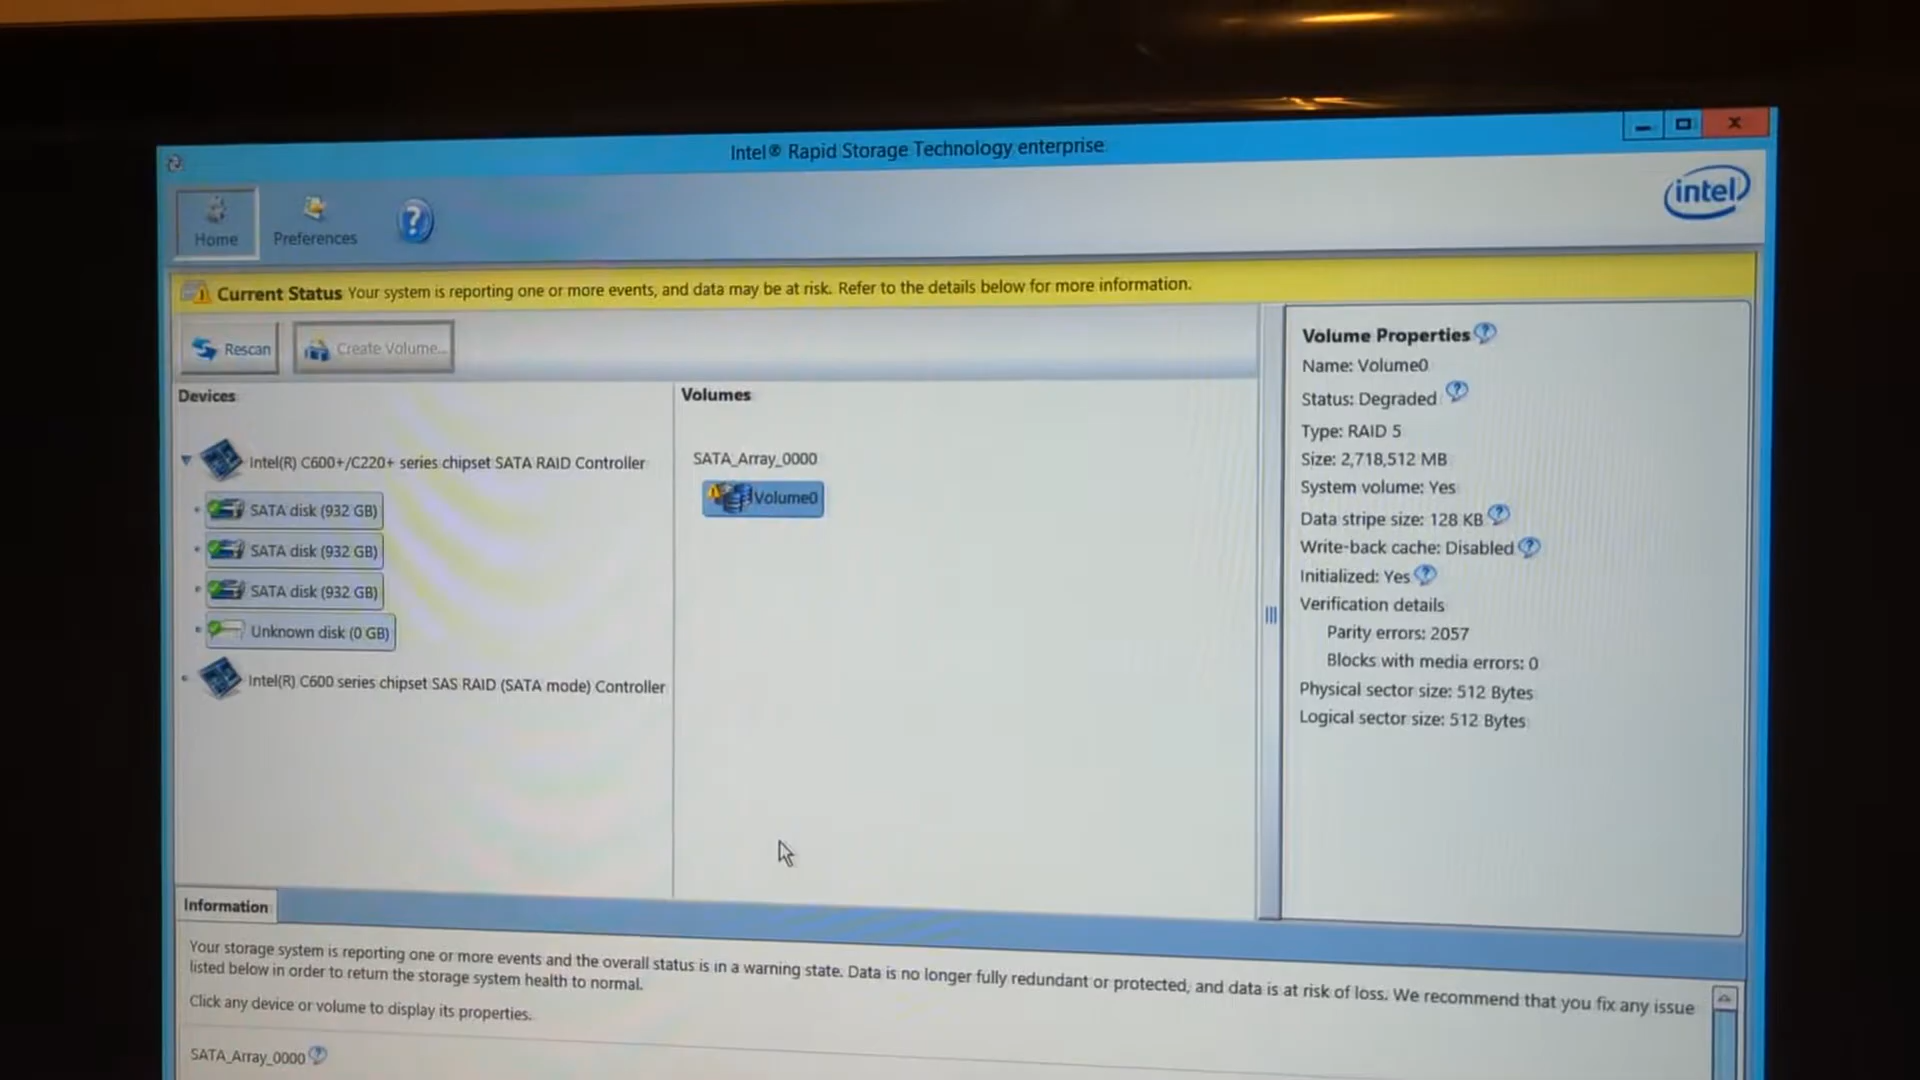 Intel® Rapid Storage Technology enterprise
Home
Preferences
?
intel
Current Status Your system is reporting one or more events, and data may be at risk. Refer to the details below for more information.
Rescan
Create Volume...
Devices
Intel(R) C600+/C220+ series chipset SATA RAID Controller
SATA disk (932 GB)
SATA disk (932 GB)
SATA disk (932 GB)
Unknown disk (0 GB)
Intel(R) C600 series chipset SAS RAID (SATA mode) Controller
Volumes
SATA_Array_0000
Volume0
Volume Properties ?
Name: Volume0
Status: Degraded ?
Type: RAID 5
Size: 2,718,512 MB
System volume: Yes
Data stripe size: 128 KB ?
Write-back cache: Disabled ?
Initialized: Yes ?
Verification details
Parity errors: 2057
Blocks with media errors: 0
Physical sector size: 512 Bytes
Logical sector size: 512 Bytes
Information
Your storage system is reporting one or more events and the overall status is in a warning state. Data is no longer fully redundant or protected, and data is at risk of loss. We recommend that you fix any issue
listed below in order to return the storage system health to normal.
Click any device or volume to display its properties.
SATA_Array_0000 ?